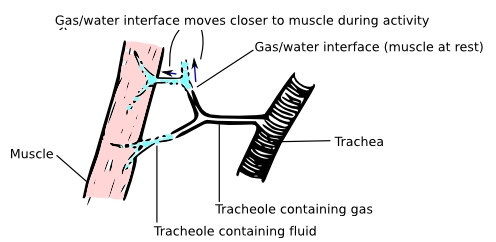 Gas/water interface moves closer to muscle during activity
Gas/water interface (muscle at rest)
Trachea
Muscle
Tracheole containing gas
Tracheole containing fluid